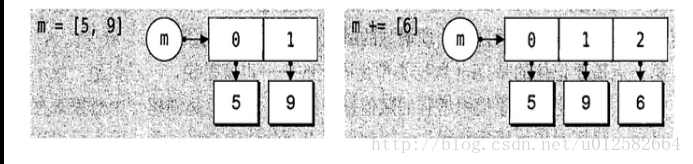 m = [5, 9]
m
0 1
5 9
m += [6]
m
0 1 2
5 9 6
http://blog.csdn.net/u012582664